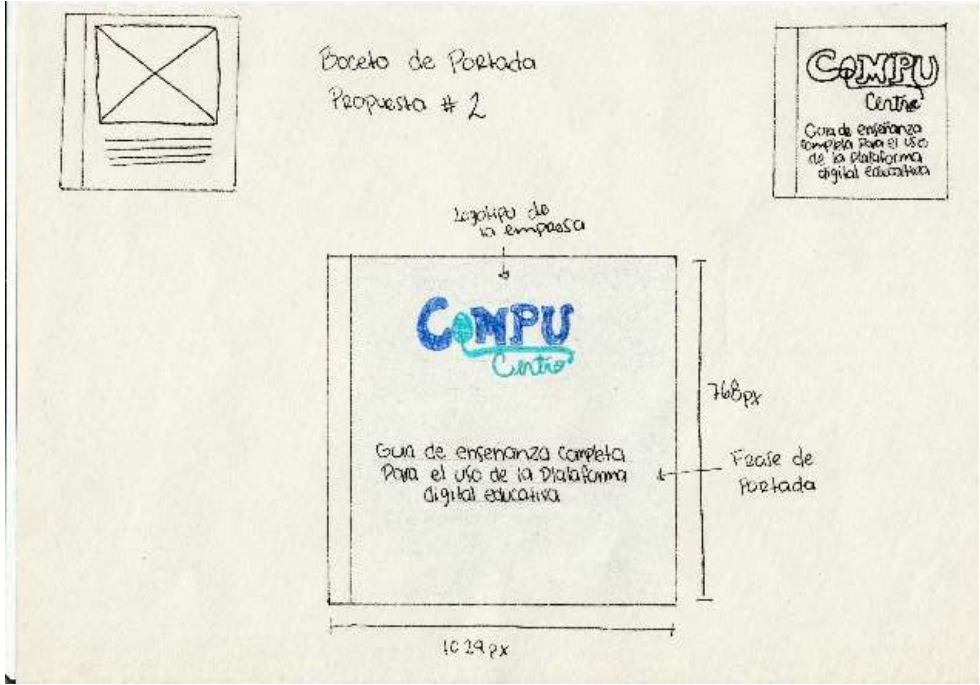 Boceto de Portada
Propuesta # 2
COMPU
Centro
Guia de enseñanza
completa Para el uso
de la Plataforma
digital educativa
Logotipo de
la empresa
COMPU
Centro
768px
Guia de enseñanza completa
Para el uso de la Plataforma
digital educativa
Frase de
Portada
1029px